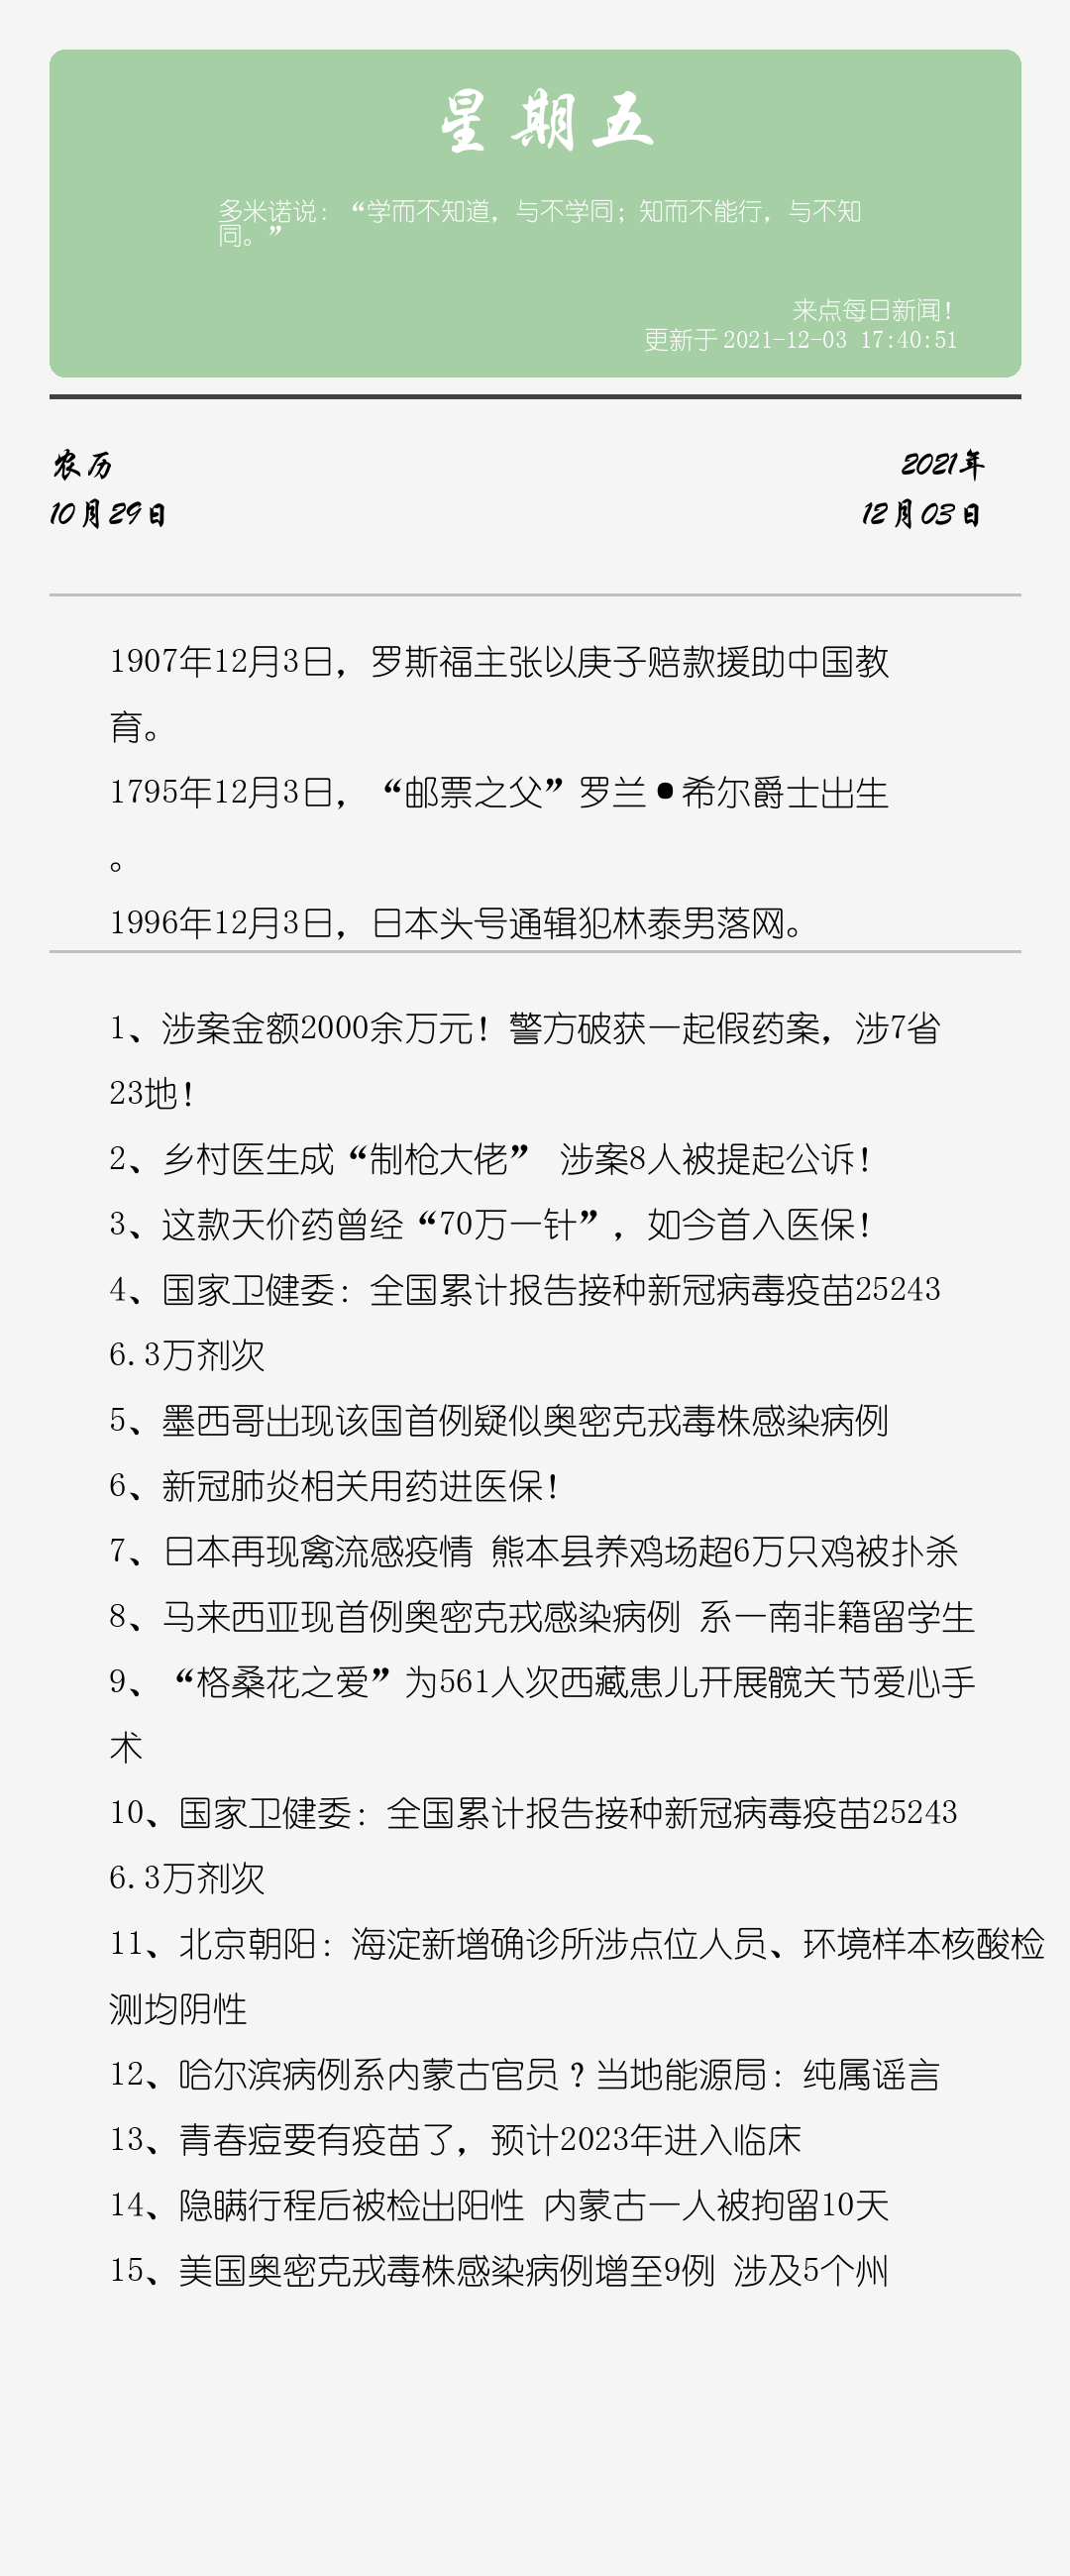 星期五
多米诺说：“学而不知道，与不学同；知而不能行，与不知
同。”
来点每日新闻！
更新于 2021-12-03 17:40:51
农历
10月29日
2021年
12月03日
1907年12月3日，罗斯福主张以庚子赔款援助中国教
育。
1795年12月3日，“邮票之父”罗兰•希尔爵士出生
。
1996年12月3日，日本头号通辑犯林泰男落网。
1、涉案金额2000余万元！警方破获一起假药案，涉7省
23地！
2、乡村医生成“制枪大佬” 涉案8人被提起公诉！
3、这款天价药曾经“70万一针”，如今首入医保！
4、国家卫健委：全国累计报告接种新冠病毒疫苗25243
6.3万剂次
5、墨西哥出现该国首例疑似奥密克戎毒株感染病例
6、新冠肺炎相关用药进医保！
7、日本再现禽流感疫情 熊本县养鸡场超6万只鸡被扑杀
8、马来西亚现首例奥密克戎感染病例 系一南非籍留学生
9、“格桑花之爱”为561人次西藏患儿开展髋关节爱心手
术
10、国家卫健委：全国累计报告接种新冠病毒疫苗25243
6.3万剂次
11、北京朝阳：海淀新增确诊所涉点位人员、环境样本核酸检
测均阴性
12、哈尔滨病例系内蒙古官员？当地能源局：纯属谣言
13、青春痘要有疫苗了，预计2023年进入临床
14、隐瞒行程后被检出阳性 内蒙古一人被拘留10天
15、美国奥密克戎毒株感染病例增至9例 涉及5个州